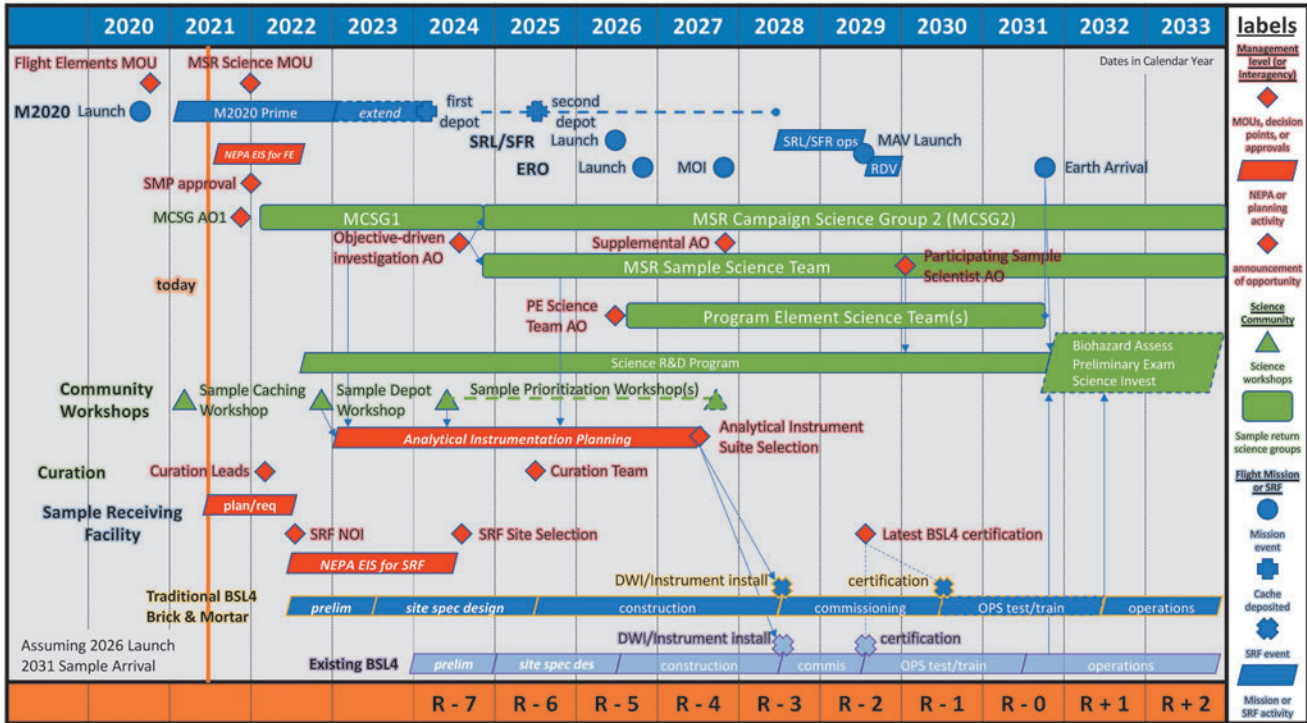 2020 2021 2022 2023 2024 2025 2026 2027 2028 2029 2030 2031 2032 2033
Flight Elements MOU
MSR Science MOU
Dates in Calendar Year
M2020
Launch
M2020 Prime
extend
first
depot
second
depot
SRL/SFR
Launch
SRL/SFR ops
MAV Launch
NEPA EIS for FE
ERO
Launch
MOI
RDV
Earth Arrival
SMP approval
MCSG AO1
MCSG1
MSR Campaign Science Group 2 (MCSG2)
Objective-driven
investigation AO
Supplemental AO
Participating Sample
Scientist AO
MSR Sample Science Team
today
PE Science
Team AO
Program Element Science Team(s)
Science R&D Program
Biohazard Assess
Preliminary Exam
Science Invest
Community
Workshops
Sample Caching
Workshop
Sample Depot
Workshop
Sample Prioritization Workshop(s)
Analytical Instrumentation Planning
Analytical Instrument
Suite Selection
Curation
Curation Leads
Curation Team
Sample Receiving
Facility
plan/req
SRF NOI
SRF Site Selection
Latest BSL4 certification
NEPA EIS for SRF
DWI/Instrument install
certification
Traditional BSL4
Brick & Mortar
prelim
site spec design
construction
commissioning
OPS test/train
operations
Assuming 2026 Launch
2031 Sample Arrival
DWI/Instrument install
certification
Existing BSL4
prelim
site spec des
construction
commis
OPS test/train
operations
R - 7 R - 6 R - 5 R - 4 R - 3 R - 2 R - 1 R - 0 R + 1 R + 2
labels
Management
level (or
interagency)
MOUs, decision
points, or
approvals
NEPA or
planning
activity
announcement
of opportunity
Science
Community
Science
workshops
Sample return
science groups
Flight Mission
or SRF
Mission
event
Cache
deposited
SRF event
Mission or
SRF activity